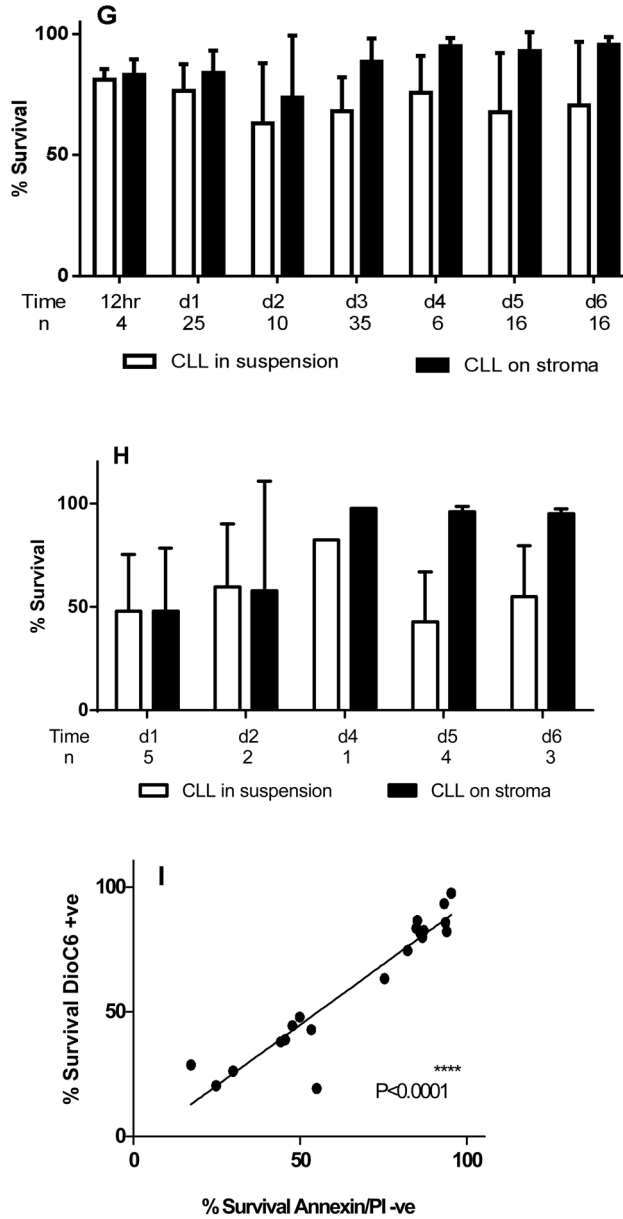 G
100
50
0
% Survival
Time 12hr d1 d2 d3 d4 d5 d6
n 4 25 10 35 6 16 16
CLL in suspension CLL on stroma
H
100
50
0
% Survival
Time d1 d2 d4 d5 d6
n 5 2 1 4 3
CLL in suspension CLL on stroma
I
100
50
0
% Survival DioC6 +ve
****
P<0.0001
0 50 100
% Survival Annexin/PI -ve